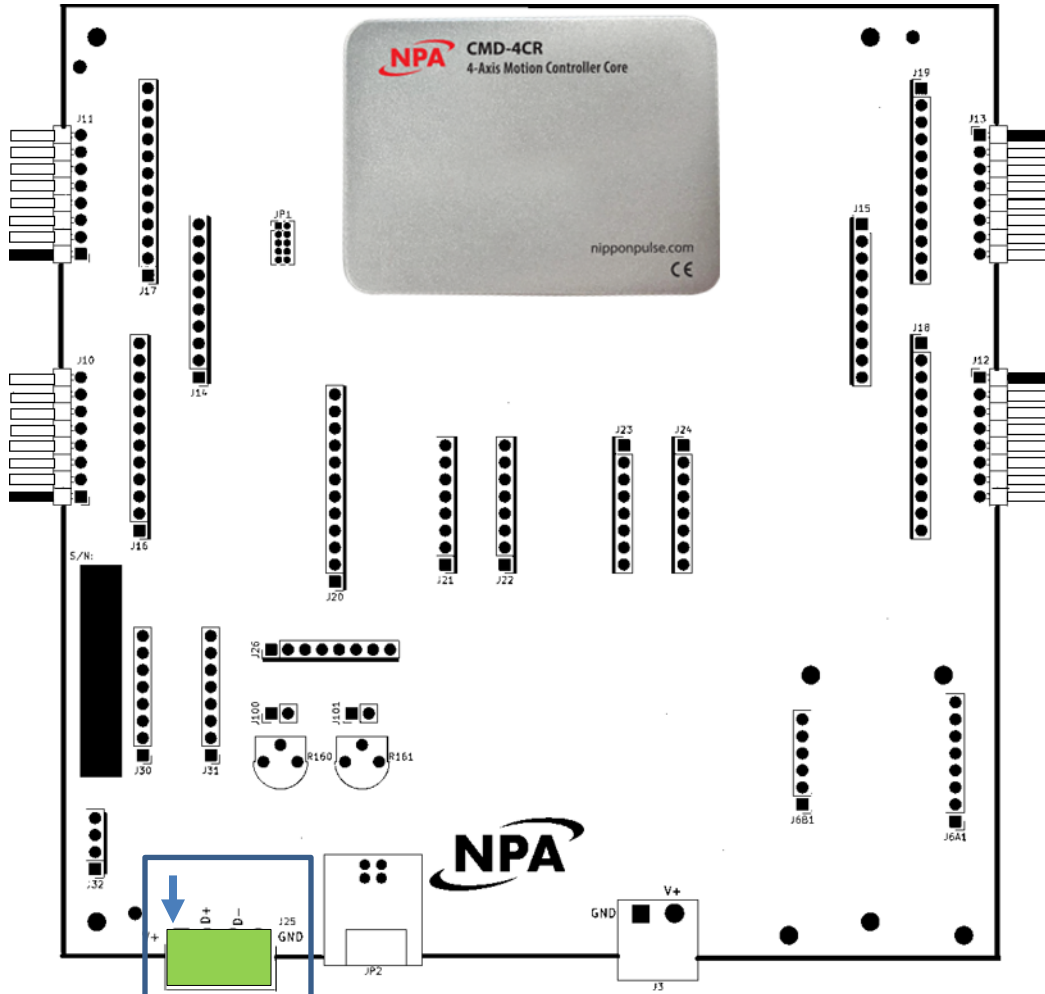 NPA
CMD-4CR
4-Axis Motion Controller Core
nipponpulse.com
CE
J11
J17
JP1
J14
J19
J13
J15
J10
J16
J18
J12
J20
J21
J22
J23
J24
S/N:
J26
J100
J101
R160
R161
J30
J31
J32
J6B1
J6A1
NPA
V+
D+
D-
J25
GND
JP2
GND
V+
J3